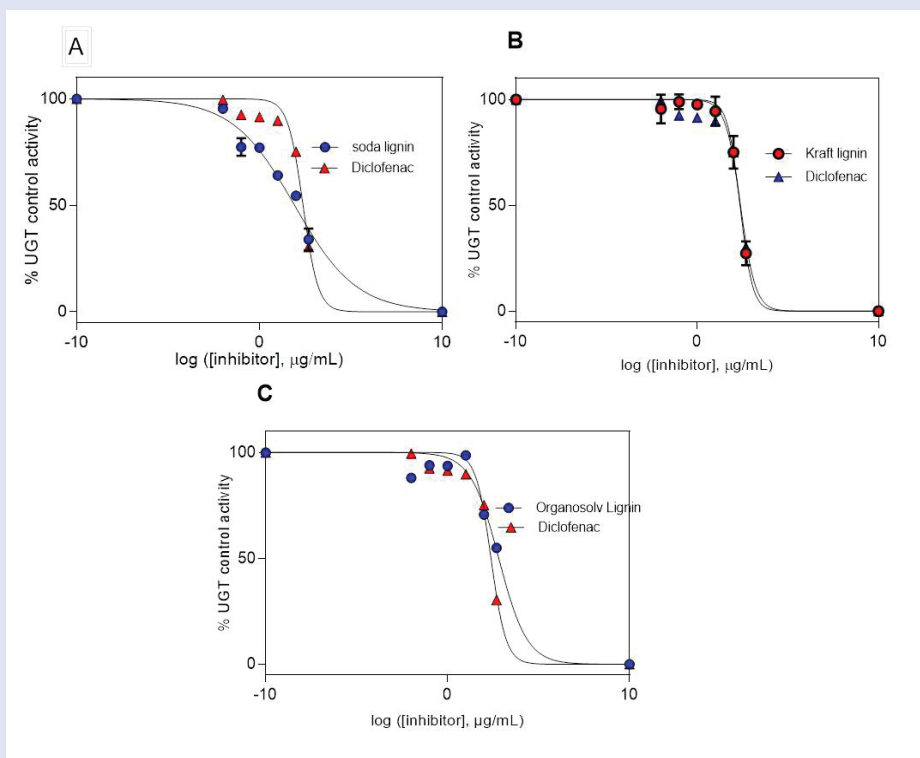 A
% UGT control activity
100
50
0
-10
0
10
log ([inhibitor], μg/mL)
soda lignin
Diclofenac
B
% UGT control activity
100
50
0
-10
0
10
log ([inhibitor], μg/mL)
Kraft lignin
Diclofenac
C
% UGT control activity
100
50
0
-10
0
10
log ([inhibitor], μg/mL)
Organosolv Lignin
Diclofenac